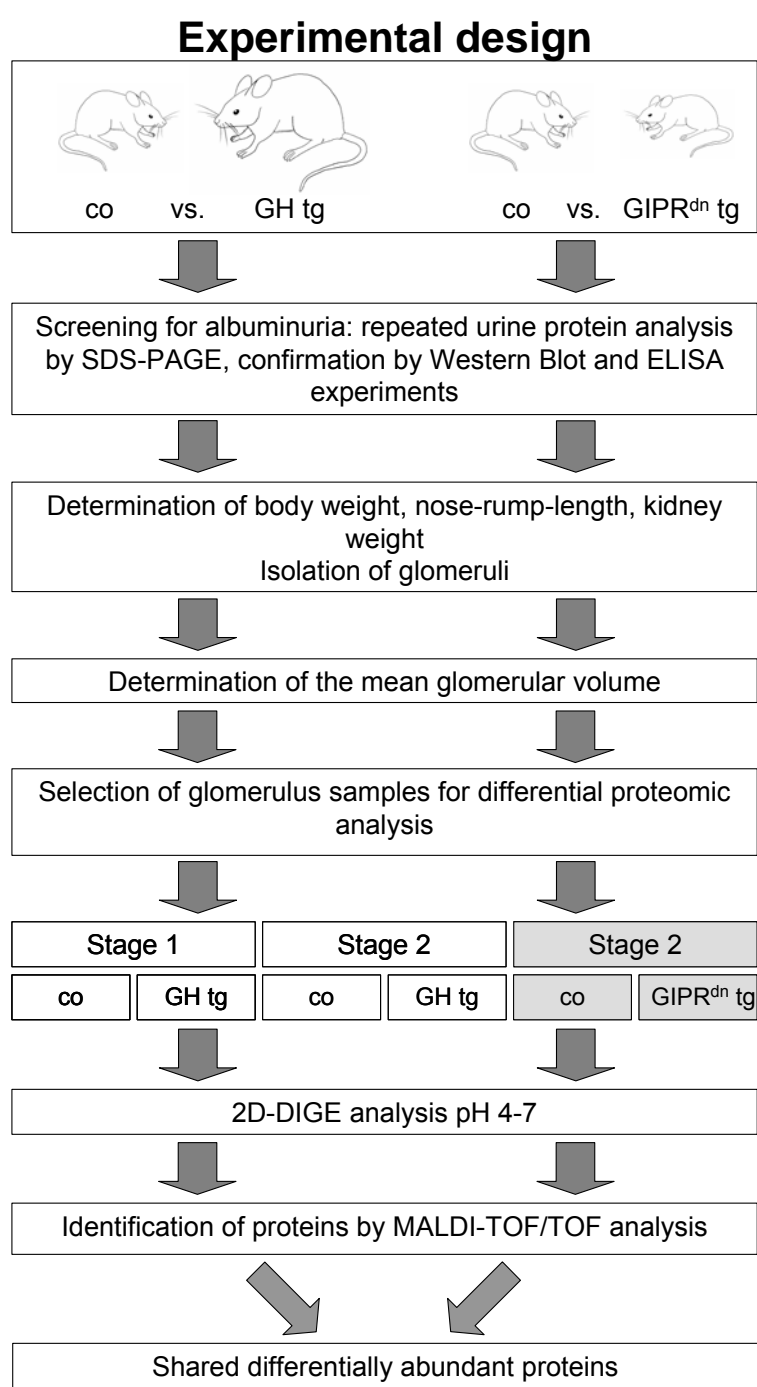 Experimental design
co vs. GH tg co vs. GIPRdn tg
Screening for albuminuria: repeated urine protein analysis
by SDS-PAGE, confirmation by Western Blot and ELISA
experiments
Determination of body weight, nose-rump-length, kidney
weight
Isolation of glomeruli
Determination of the mean glomerular volume
Selection of glomerulus samples for differential proteomic
analysis
Stage 1 Stage 2 Stage 2
co GH tg co GH tg co GIPRdn tg
2D-DIGE analysis pH 4-7
Identification of proteins by MALDI-TOF/TOF analysis
Shared differentially abundant proteins